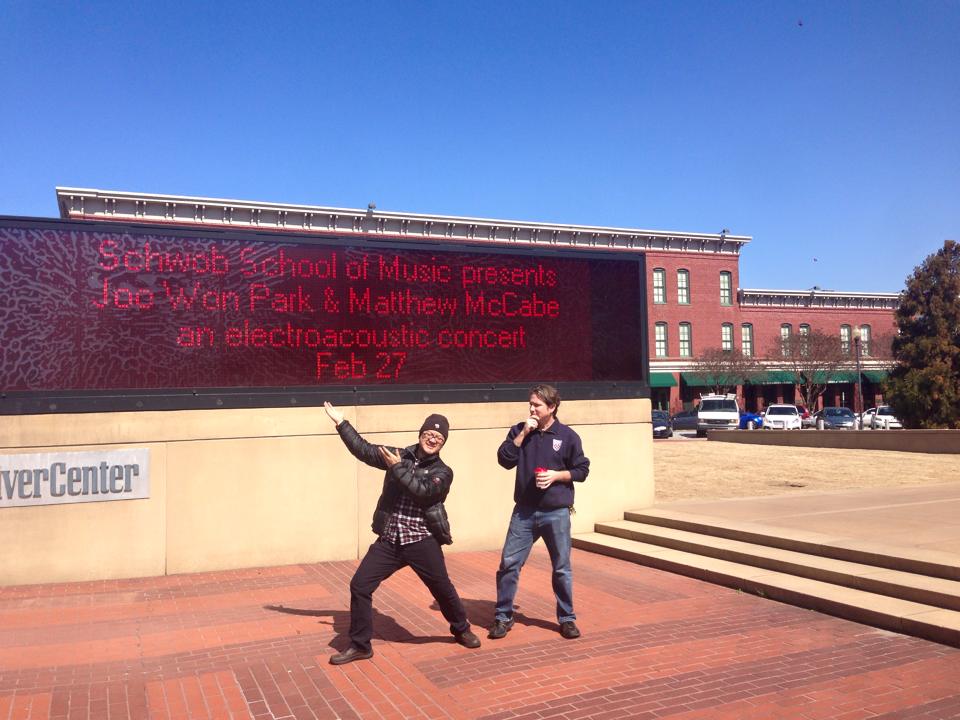 Schwob School of Music presents
Joo Won Park & Matthew McCabe
an electroacoustic concert
Feb 27
verCenter